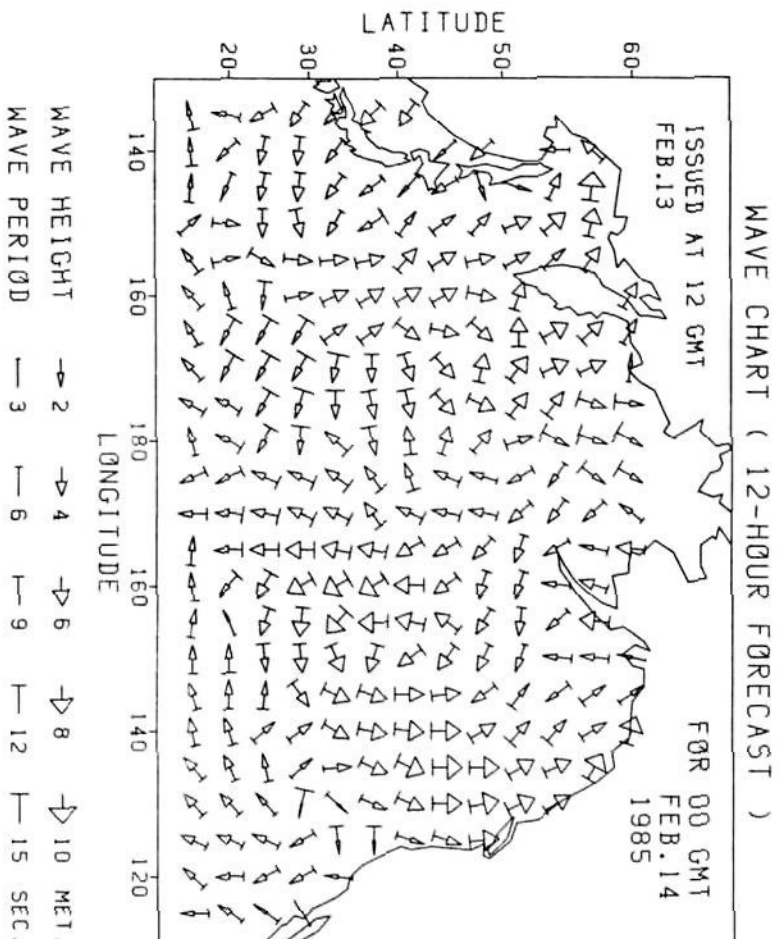 WAVE CHART ( 12-HOUR FORECAST )
ISSUED AT 12 GMT
FEB.13
FOR 00 GMT
FEB.14
1985
LATITUDE
60
50
40
30
20
140 160 180 160 140 120
LONGITUDE
WAVE HEIGHT 2 4 6 8 10 MET.
WAVE PERIOD 3 6 9 12 15 SEC.